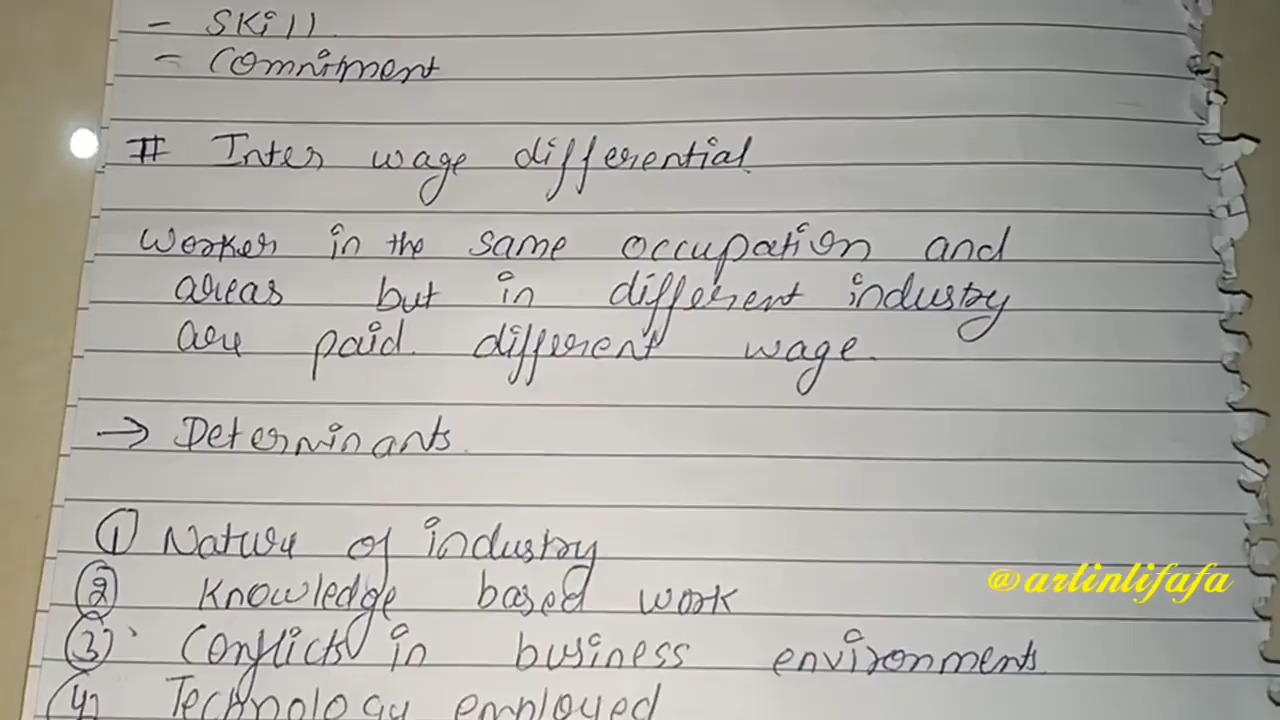 - Skill
- Commitment
# Inter wage differential
Worker in the same occupation and
areas but in different industry
are paid different wage.
→ Determinants.
① Nature of industry
② Knowledge based work
③ Conflicts in business environments
④ Technology employed
@artinlifafa